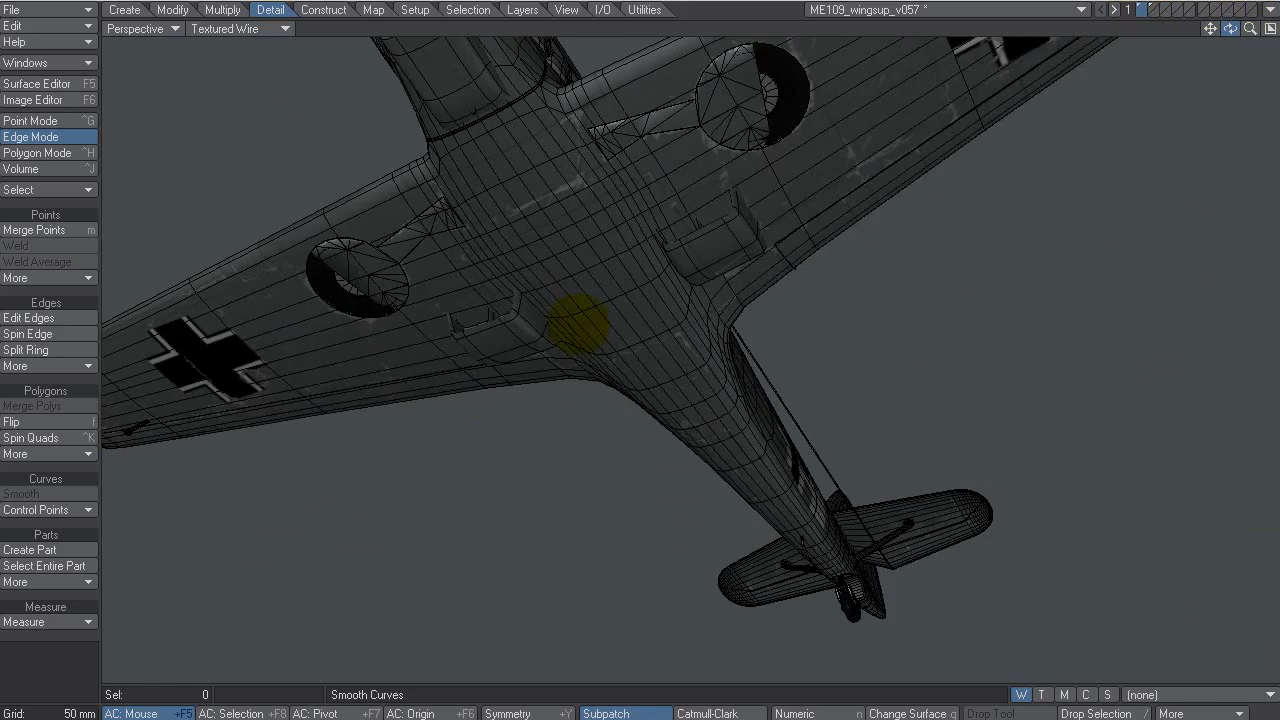 File Create Modify Multiply Detail Construct Map Setup Selection Layers View I/O Utilities ME109_wingsup_v057 * 1
Edit
Perspective Textured Wire
Help
Windows
Surface Editor F5
Image Editor F6
Point Mode ^G
Edge Mode
Polygon Mode ^H
Volume ^J
Select
Points
Merge Points m
Weld
Weld Average
More
Edges
Edit Edges
Spin Edge
Split Ring
More
Polygons
Merge Polys
Flip f
Spin Quads ^K
More
Curves
Smooth
Control Points
Parts
Create Part
Select Entire Part
More
Measure
Measure
Sel: 0 Smooth Curves W T M C S (none)
Grid: 50 mm AC: Mouse +F5 AC: Selection +F8 AC: Pivot +F7 AC: Origin +F6 Symmetry +Y Subpatch Catmull-Clark Numeric n Change Surface q Drop Tool Drop Selection / More